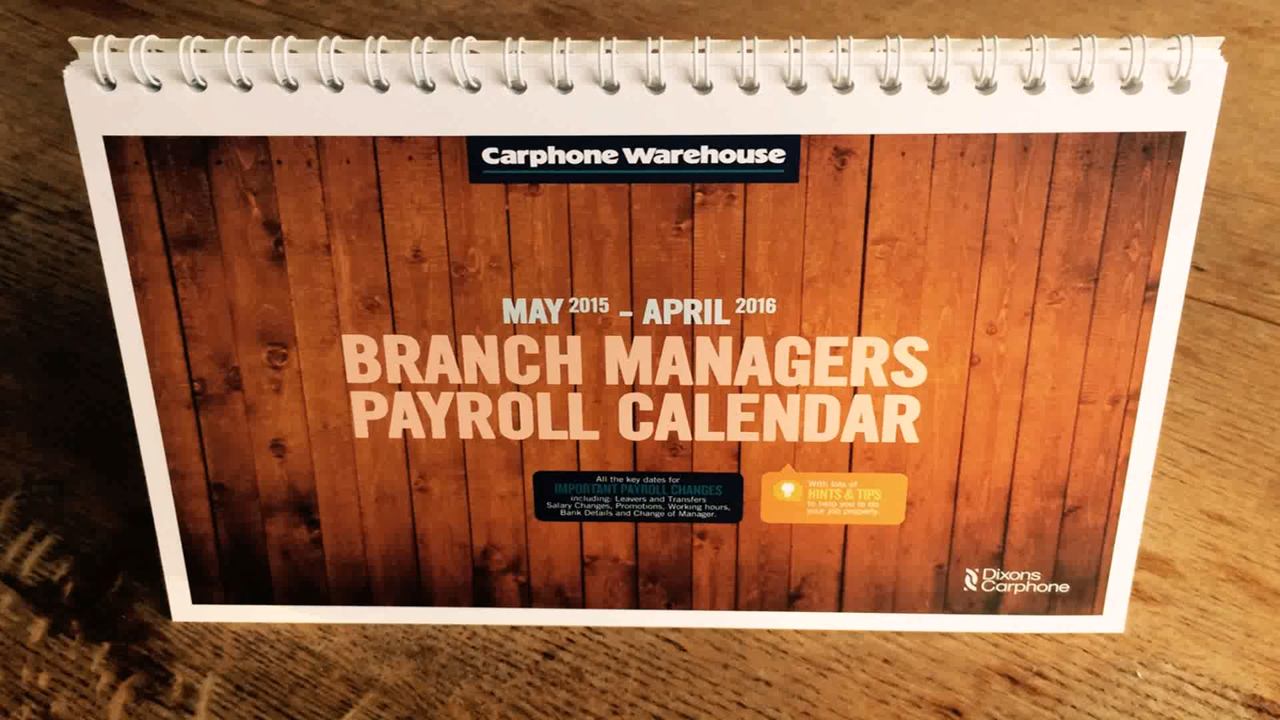 Carphone Warehouse
MAY 2015 - APRIL 2016
BRANCH MANAGERS
PAYROLL CALENDAR
All the key dates for
IMPORTANT PAYROLL CHANGES
including: Leavers and Transfers
Salary Changes, Promotions, Working hours,
Bank Details and Change of Manager.
With lots of
HINTS & TIPS
to help you to do
your job properly.
Dixons
Carphone